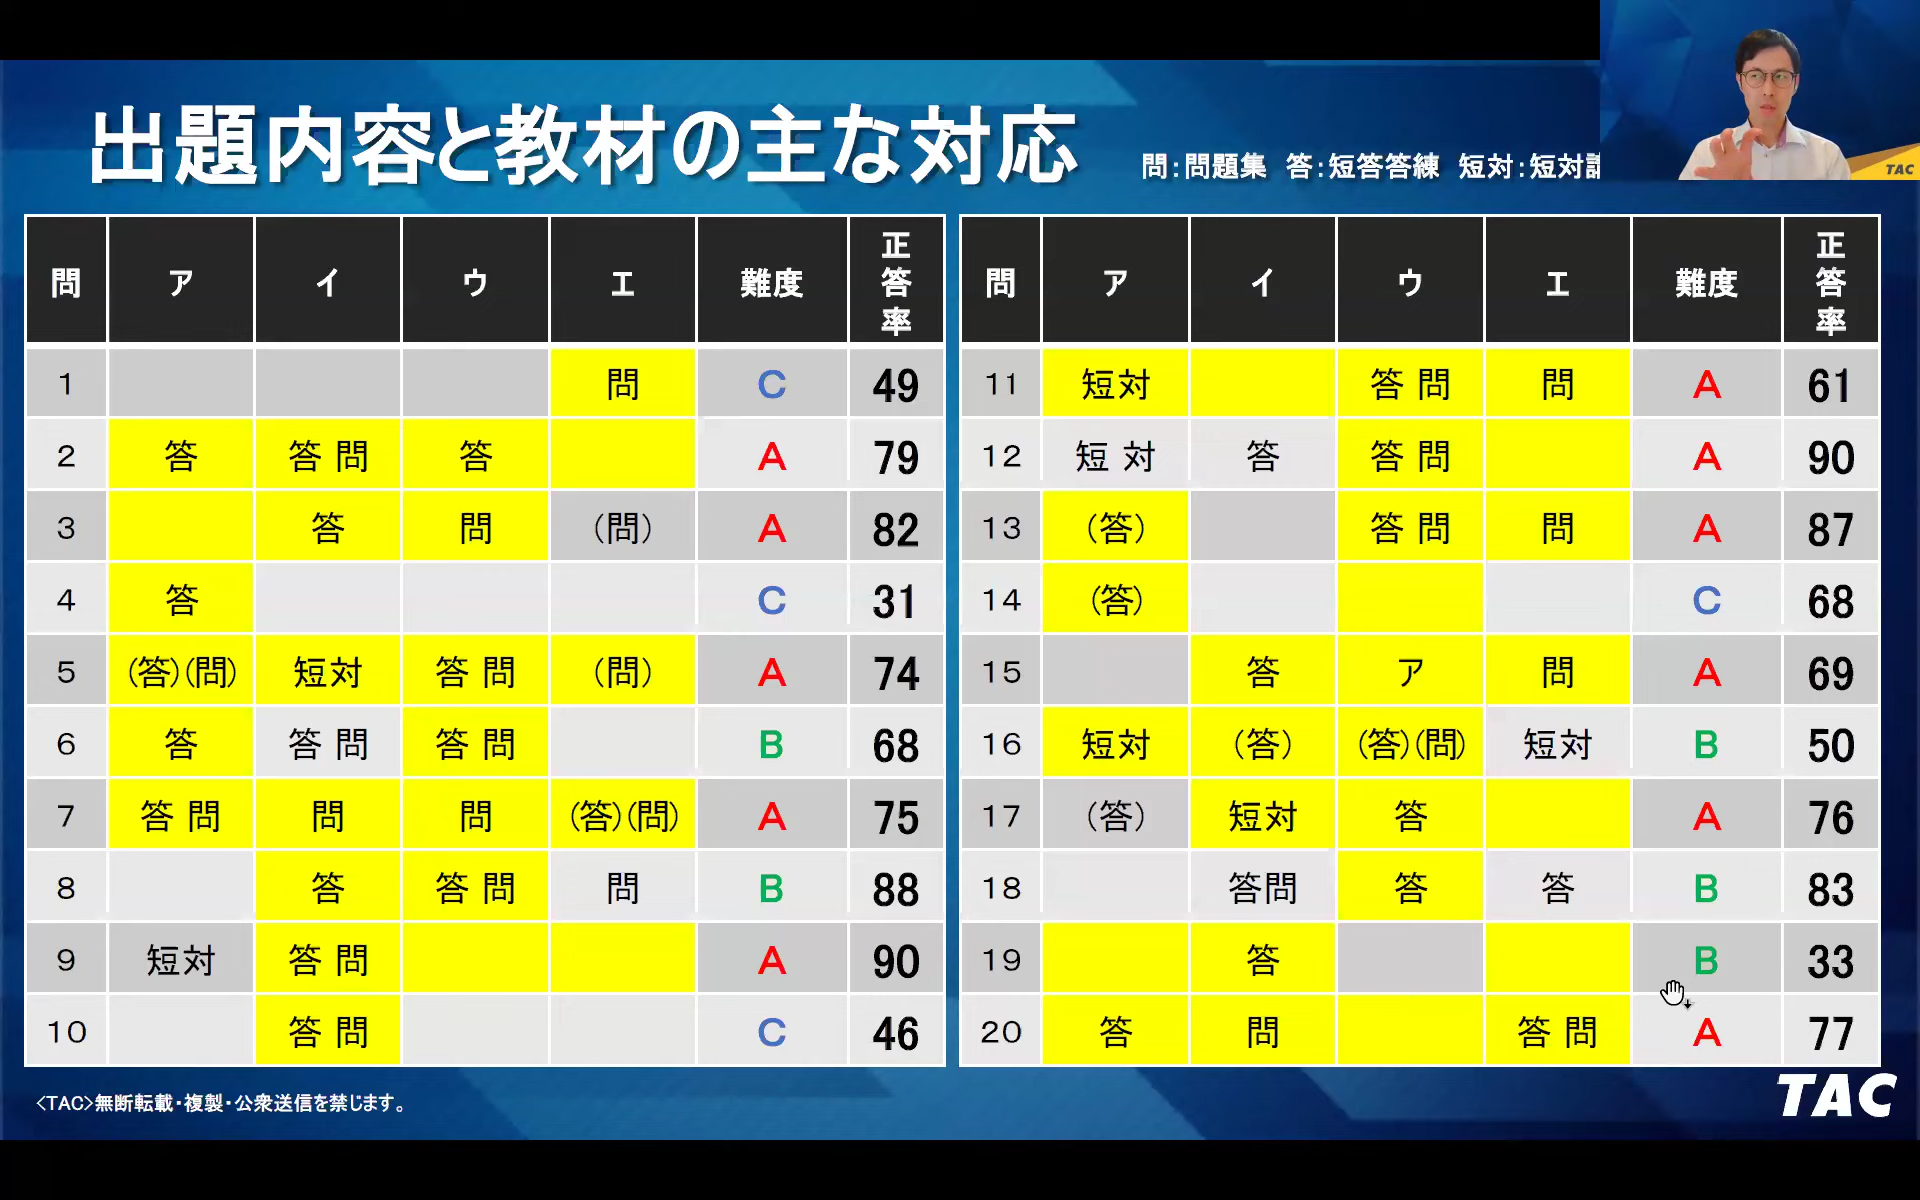 出題内容と教材の主な対応
問：問題集 答：短答答練 短対：短対
TAC
問 ア イ ウ エ 難度 正答率
1 問 C 49
2 答 答 問 答 A 79
3 答 問 (問) A 82
4 答 C 31
5 (答)(問) 短対 答 問 (問) A 74
6 答 答 問 答 問 B 68
7 答 問 問 問 (答)(問) A 75
8 答 答 問 問 B 88
9 短対 答 問 A 90
10 答 問 C 46
問 ア イ ウ エ 難度 正答率
11 短対 答 問 問 A 61
12 短 対 答 答 問 A 90
13 (答) 答 問 問 A 87
14 (答) C 68
15 答 ア 問 A 69
16 短対 (答) (答)(問) 短対 B 50
17 (答) 短対 答 A 76
18 答問 答 答 B 83
19 答 B 33
20 答 問 答 問 A 77
<TAC>無断転載・複製・公衆送信を禁じます。
TAC